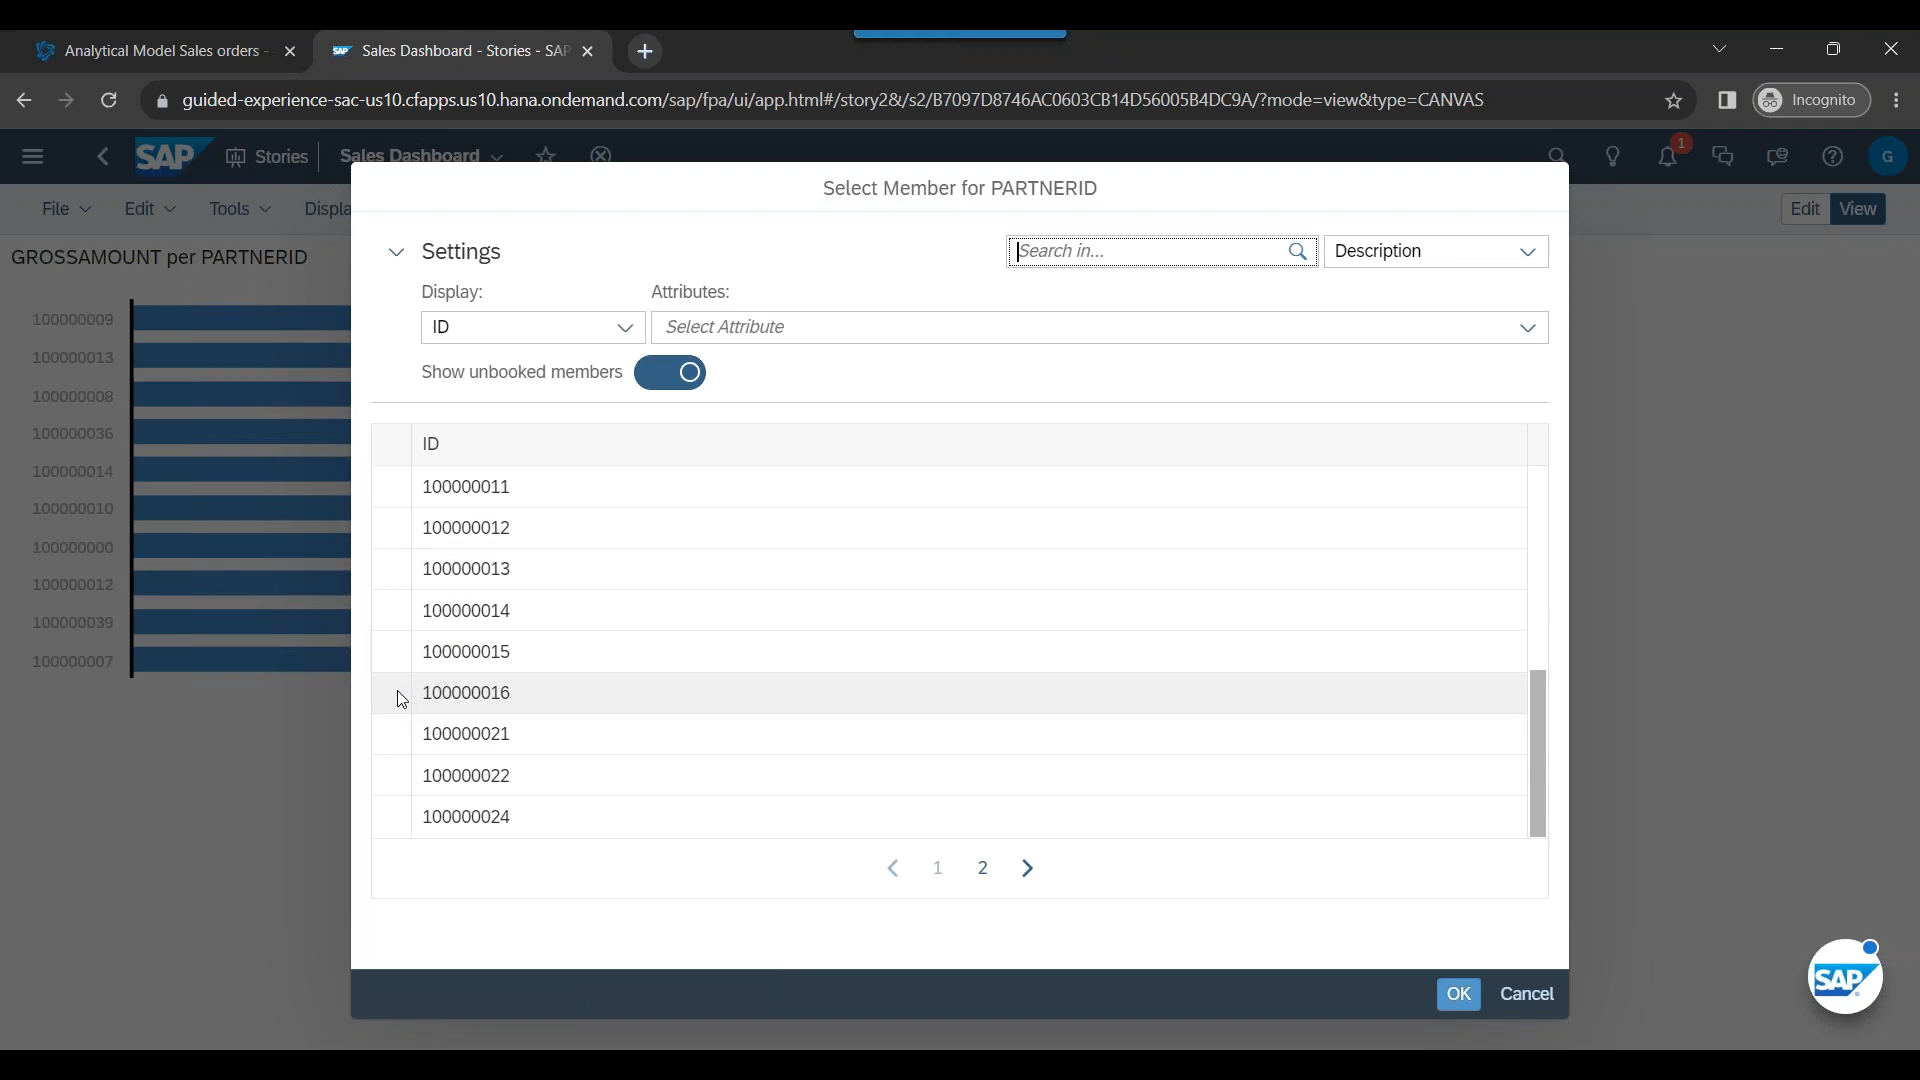 Analytical Model Sales orders -
Sales Dashboard - Stories - SAP
guided-experience-sac-us10.cfapps.us10.hana.ondemand.com/sap/fpa/ui/app.html#/story2&/s2/B7097D8746AC0603CB14D56005B4DC9A/?mode=view&type=CANVAS
Incognito
SAP
Stories
Sales Dashboard
1
G
File
Edit
Tools
Displa
Edit
View
GROSSAMOUNT per PARTNERID
100000009
100000013
100000008
100000036
100000014
100000010
100000000
100000012
100000039
100000007
Select Member for PARTNERID
Settings
Search in...
Description
Display:
Attributes:
ID
Select Attribute
Show unbooked members
ID
100000011
100000012
100000013
100000014
100000015
100000016
100000021
100000022
100000024
1
2
OK
Cancel
SAP